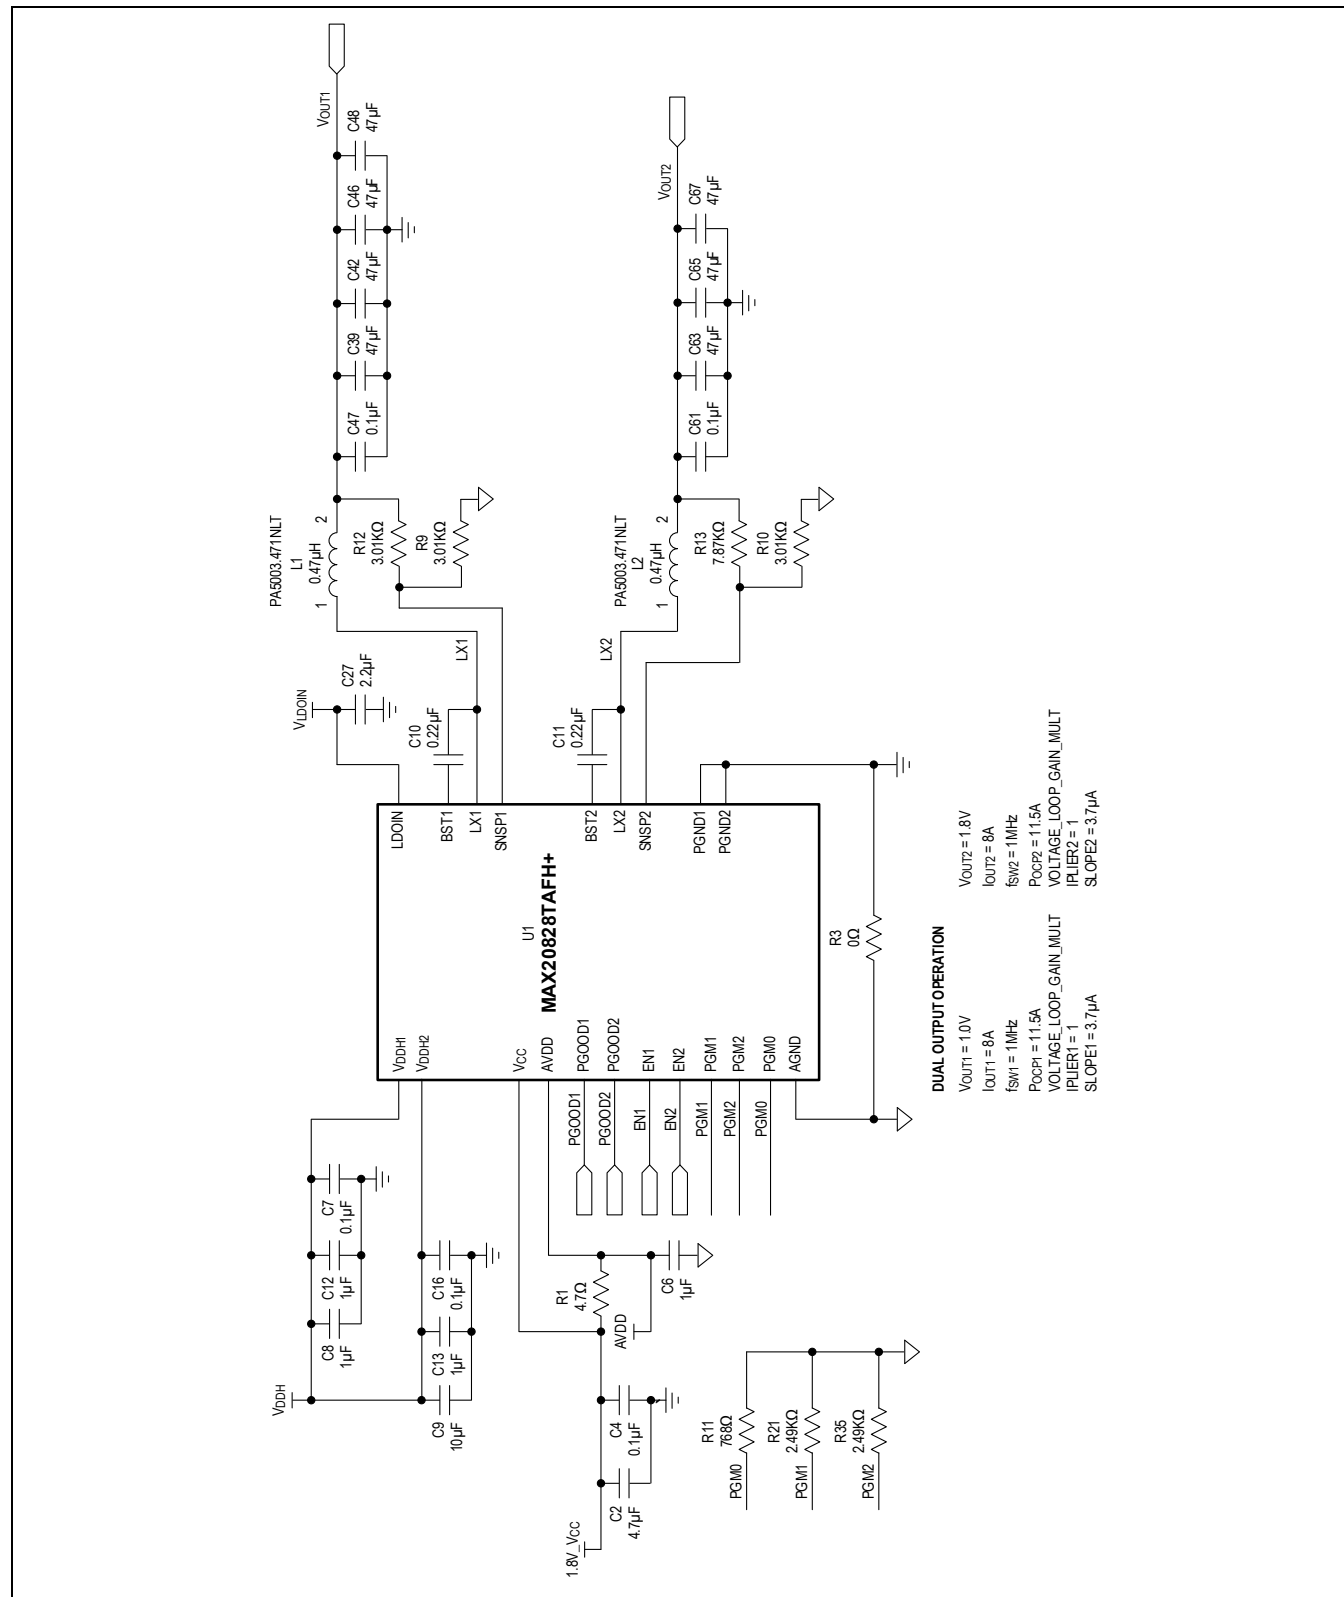 VDDH
C8
1µF
C12
1µF
C7
0.1µF
C9
10µF
C13
1µF
C16
0.1µF
1.8V_VCC
C2
4.7µF
C4
0.1µF
R1
4.7Ω
AVDD
C6
1µF
PGOOD1
PGOOD2
EN1
EN2
PGM1
PGM2
PGM0
VDDH1
VDDH2
VCC
AVDD
PGOOD1
PGOOD2
EN1
EN2
PGM1
PGM2
PGM0
AGND
U1
MAX20828TAFH+
LDOIN
BST1
LX1
SNSP1
BST2
LX2
SNSP2
PGND1
PGND2
VLDOIN
C27
2.2µF
C10
0.22µF
LX1
PA5003.471NLT
L1
0.47µH
1
2
R12
3.01KΩ
R9
3.01KΩ
C47
0.1µF
C39
47µF
C42
47µF
C46
47µF
C48
47µF
VOUT1
C11
0.22µF
LX2
PA5003.471NLT
L2
0.47µH
1
2
R13
7.87KΩ
R10
3.01KΩ
C61
0.1µF
C63
47µF
C65
47µF
C67
47µF
VOUT2
R3
0Ω
PGM0
R11
768Ω
PGM1
R21
2.49KΩ
PGM2
R35
2.49KΩ
DUAL OUTPUT OPERATION
VOUT1 = 1.0V
IOUT1 = 8A
fSW1 = 1MHz
POCP1 = 11.5A
VOLTAGE_LOOP_GAIN_MULT
IPLIER1 = 1
SLOPE1 = 3.7µA
VOUT2 = 1.8V
IOUT2 = 8A
fSW2 = 1MHz
POCP2 = 11.5A
VOLTAGE_LOOP_GAIN_MULT
IPLIER2 = 1
SLOPE2 = 3.7µA